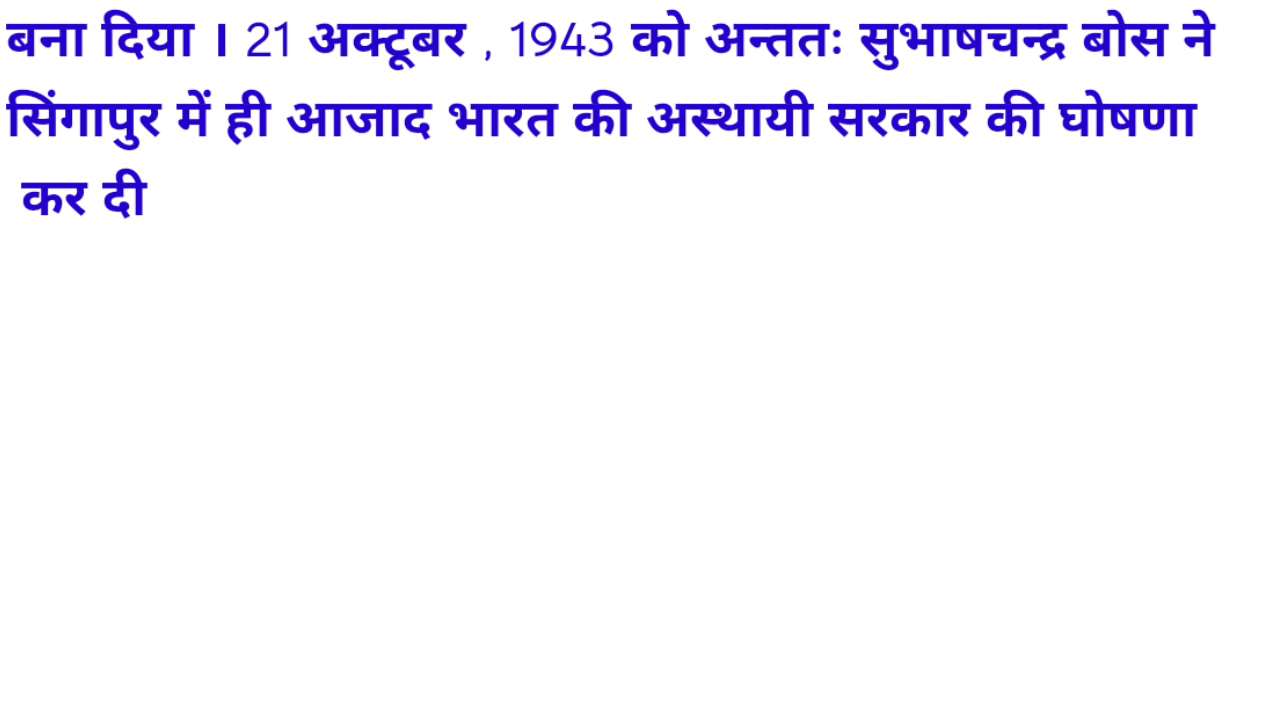 बना दिया । 21 अक्टूबर , 1943 को अन्ततः सुभाषचन्द्र बोस ने
सिंगापुर में ही आजाद भारत की अस्थायी सरकार की घोषणा
कर दी